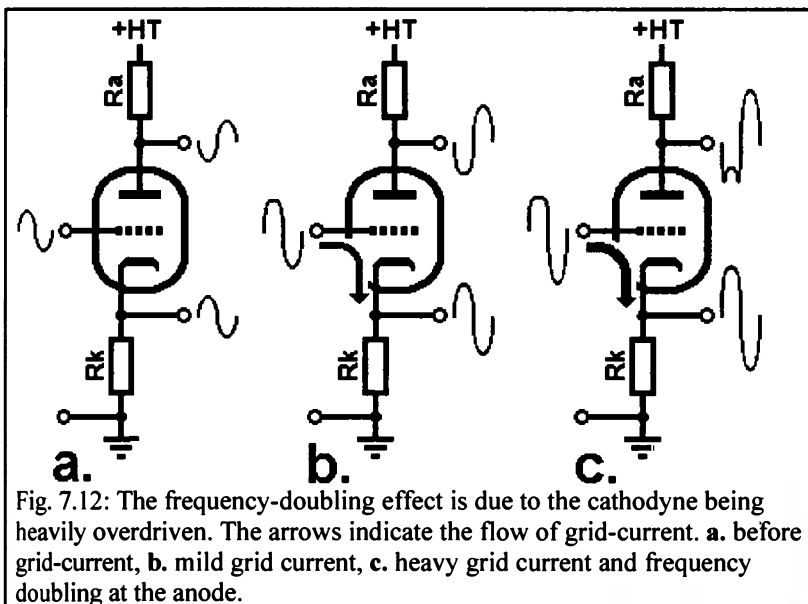 +HT +HT +HT
Ra Ra Ra
Rk Rk Rk
a. b. c.
Fig. 7.12: The frequency-doubling effect is due to the cathodyne being
heavily overdriven. The arrows indicate the flow of grid-current. a. before
grid-current, b. mild grid current, c. heavy grid current and frequency
doubling at the anode.